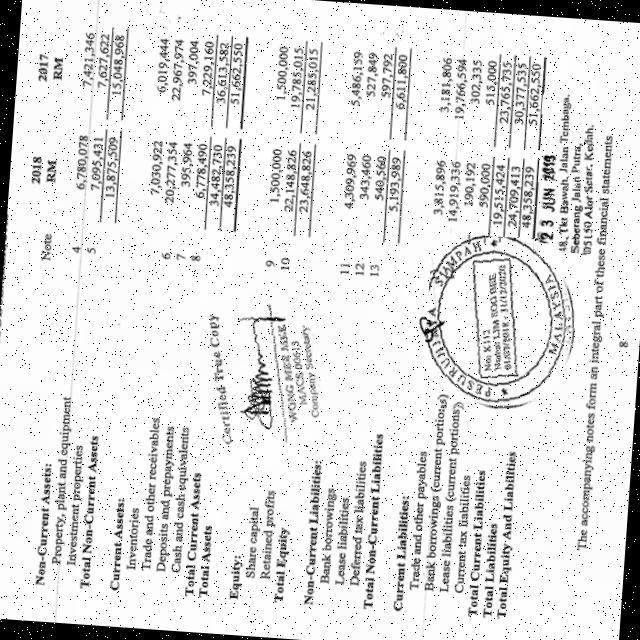 2018 2017
Note RM RM
Non-Current Assets:
Property, plant and equipment 4 6,780,078 7,421,346
Investment properties 5 7,095,431 7,627,622
Total Non-Current Assets 13,875,509 15,048,968
Current Assets:
Inventories 6 7,030,922 6,019,444
Trade and other receivables 7 20,277,354 22,967,974
Deposits and prepayments 395,964 397,004
Cash and cash equivalents 8 6,778,490 7,229,160
Total Current Assets 34,482,730 36,613,582
Total Assets 48,358,239 51,662,550
Certified True Copy
WONG MEE
MACS
Company Secretary
Equity:
Share capital 9 1,500,000 1,500,000
Retained profits 10 22,148,826 19,785,015
Total Equity 23,648,826 21,285,015
Non-Current Liabilities:
Bank borrowings 11 4,309,969 5,486,159
Lease liabilities 12 343,460 527,849
Deferred tax liabilities 13 540,560 597,792
Total Non-Current Liabilities 5,193,989 6,611,800
Current Liabilities:
Trade and other payables 3,815,896 3,181,806
Bank borrowings (current portions) 14,919,336 19,766,594
Lease liabilities (current portions) 190,192 302,335
Current tax liabilities 590,000 515,000
Total Current Liabilities 19,515,424 23,765,735
Total Liabilities 24,709,413 30,377,535
Total Equity And Liabilities 48,358,239 51,662,550
PESURUHJAYA SUMPAH
MALAYSIA
No. K112
23 JUN 2019
48, Tkt Bawah, Jalan Tembaga,
Seberang Jalan Putra,
05150 Alor Setar, Kedah.
The accompanying notes form an integral part of these financial statements.
8